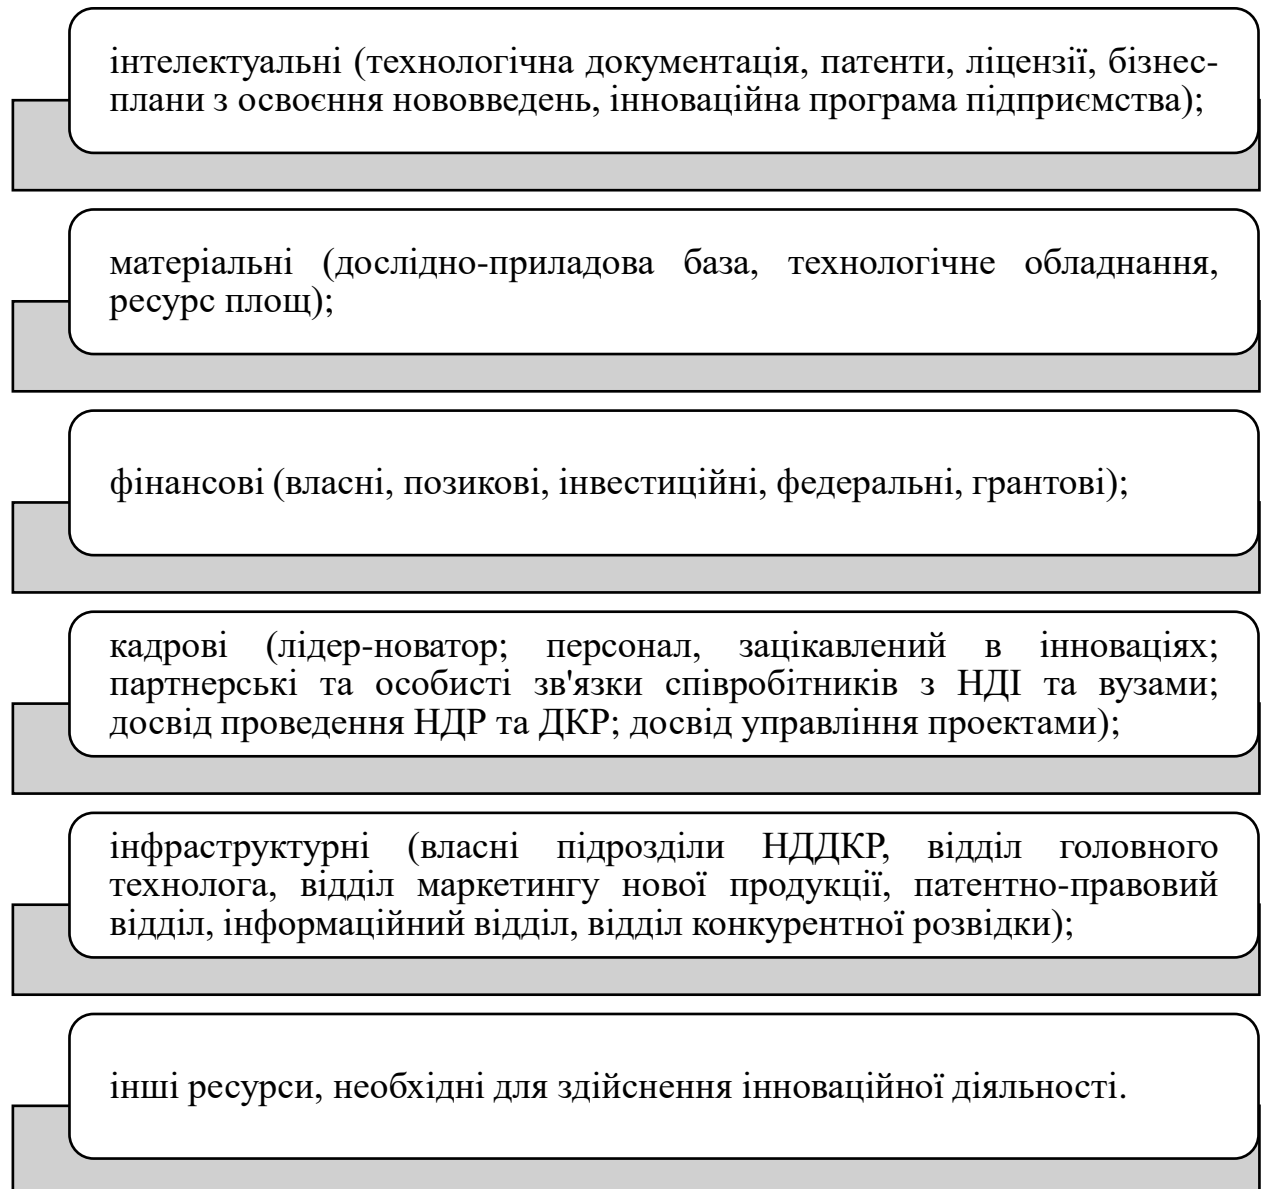 інтелектуальні (технологічна документація, патенти, ліцензії, бізнес-
плани з освоєння нововведень, інноваційна програма підприємства);
матеріальні (дослідно-приладова база, технологічне обладнання,
ресурс площ);
фінансові (власні, позикові, інвестиційні, федеральні, грантові);
кадрові (лідер-новатор; персонал, зацікавлений в інноваціях;
партнерські та особисті зв'язки співробітників з НДІ та вузами;
досвід проведення НДР та ДКР; досвід управління проектами);
інфраструктурні (власні підрозділи НДДКР, відділ головного
технолога, відділ маркетингу нової продукції, патентно-правовий
відділ, інформаційний відділ, відділ конкурентної розвідки);
інші ресурси, необхідні для здійснення інноваційної діяльності.